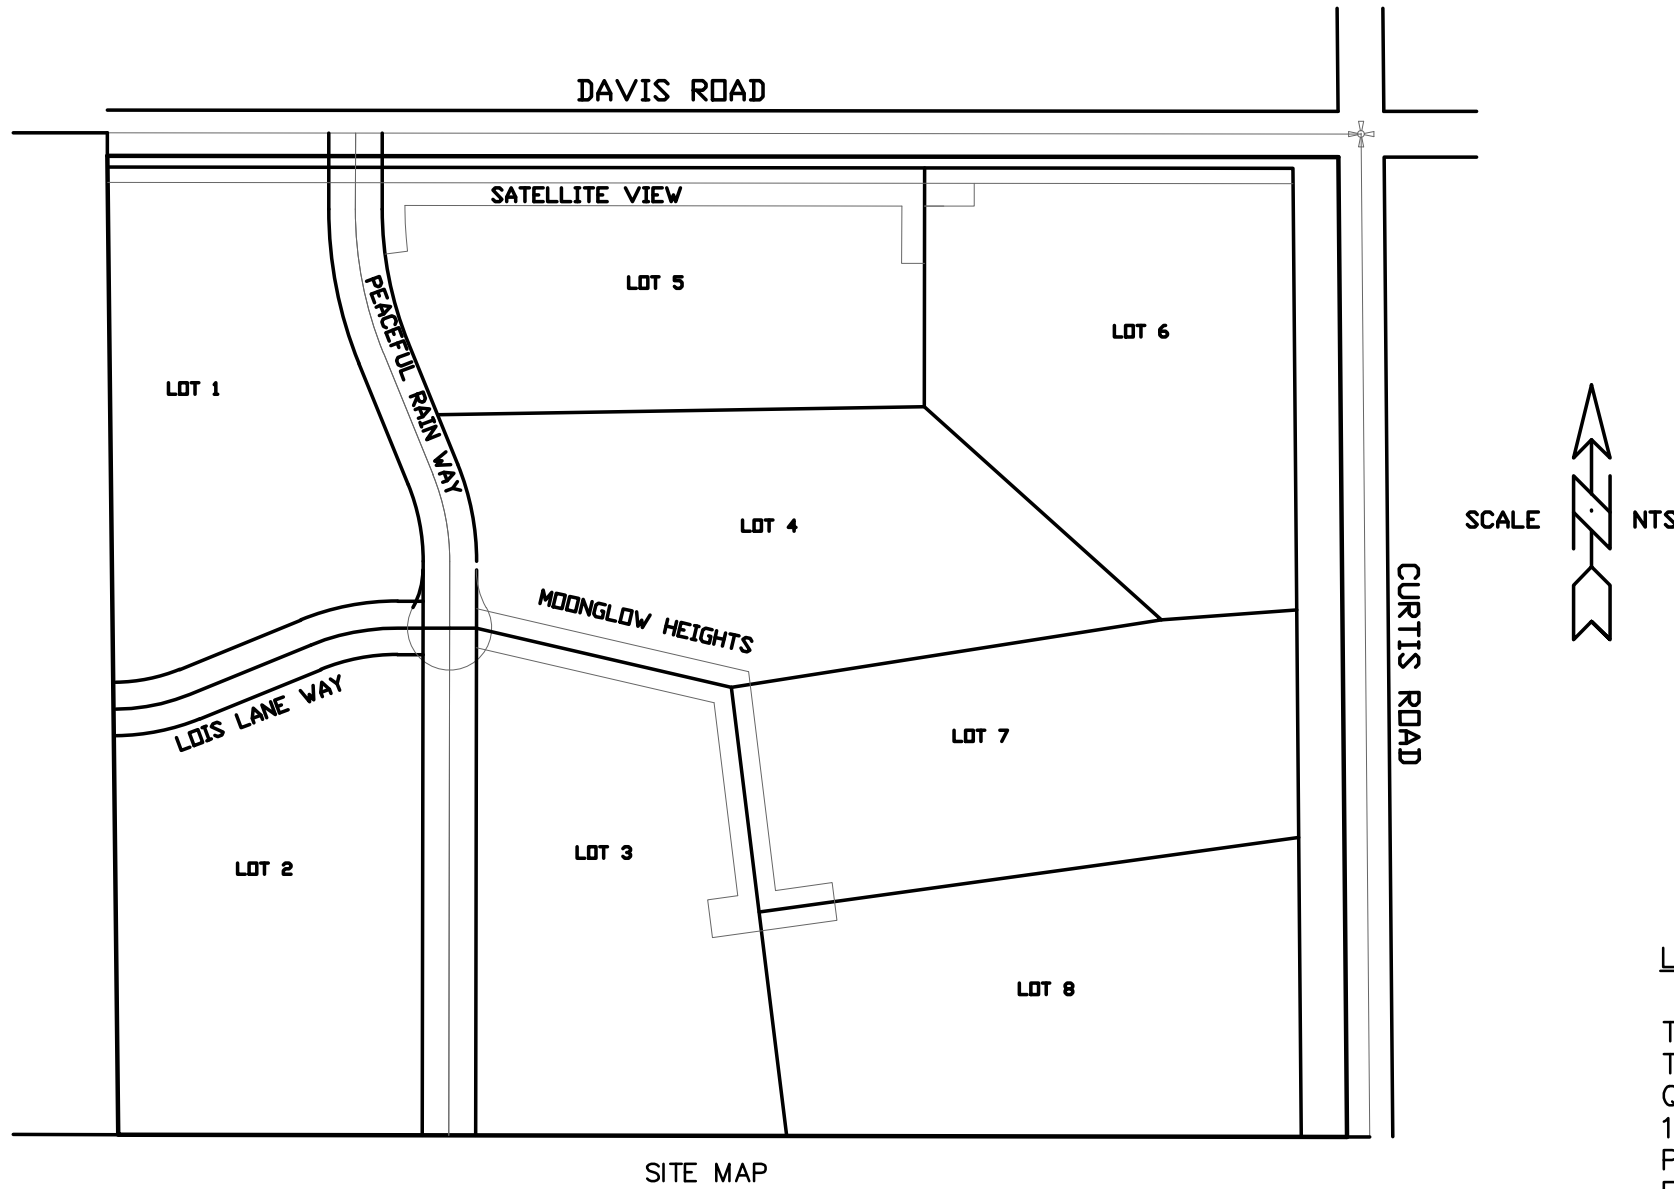 DAVIS ROAD
SATELLITE VIEW
LOT 5
LOT 6
PEACEFUL RAIN WAY
LOT 1
LOT 4
SCALE
N
NTS
CURTIS ROAD
MOONGLOW HEIGHTS
LOIS LANE WAY
LOT 7
LOT 3
LOT 2
LOT 8
L
T
T
Q
1
P
SITE MAP